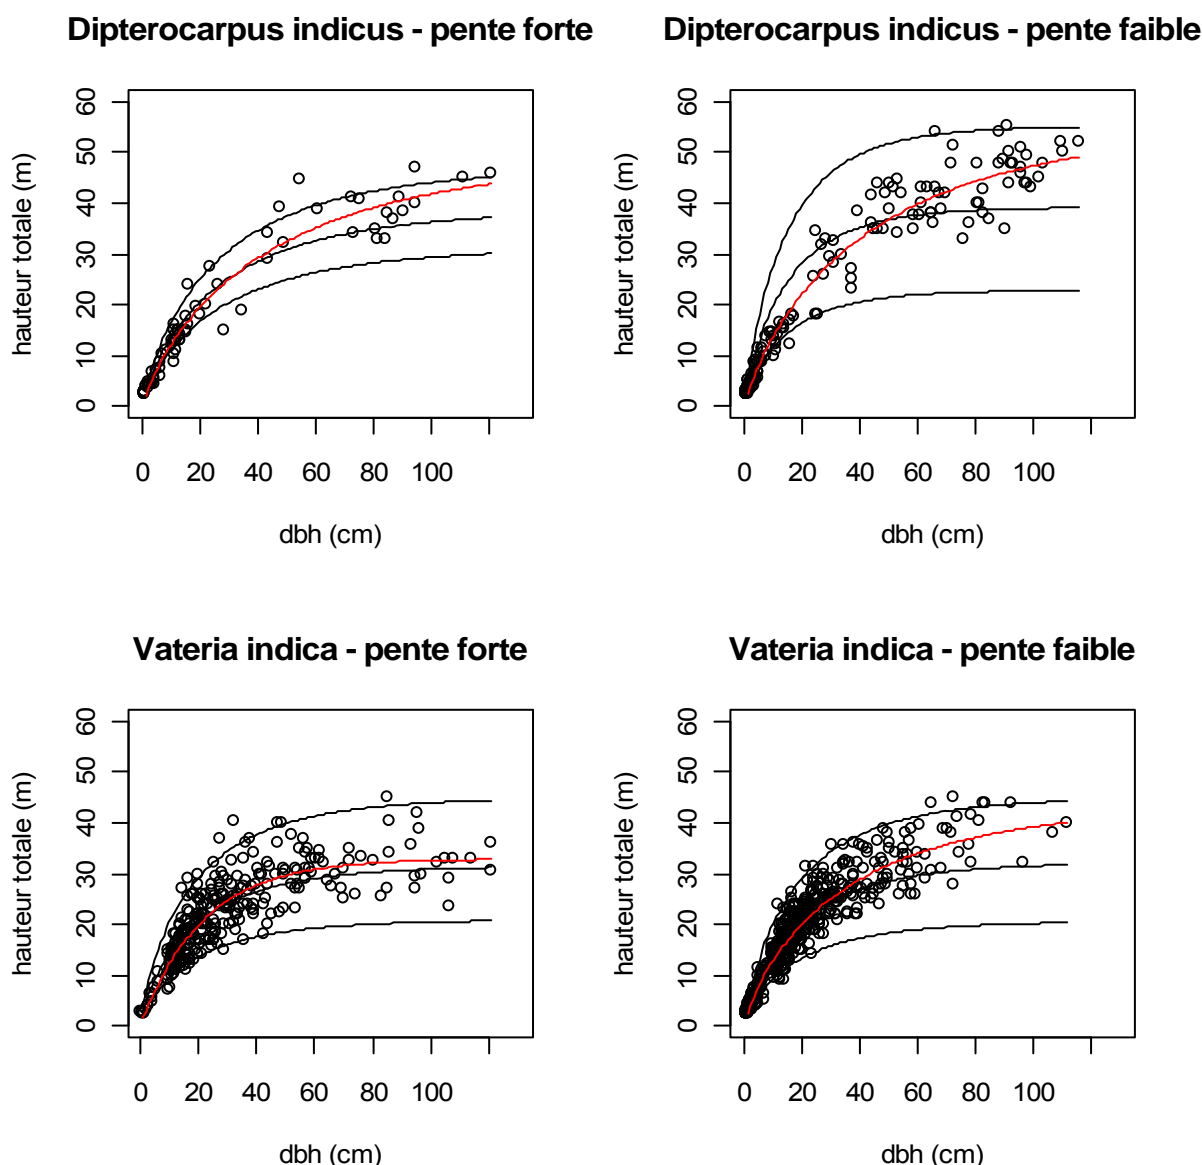 Dipterocarpus indicus - pente forte
hauteur totale (m)
60
50
40
30
20
10
0
0 20 40 60 80 100
dbh (cm)
Dipterocarpus indicus - pente faible
hauteur totale (m)
60
50
40
30
20
10
0
0 20 40 60 80 100
dbh (cm)
Vateria indica - pente forte
hauteur totale (m)
60
50
40
30
20
10
0
0 20 40 60 80 100
dbh (cm)
Vateria indica - pente faible
hauteur totale (m)
60
50
40
30
20
10
0
0 20 40 60 80 100
dbh (cm)